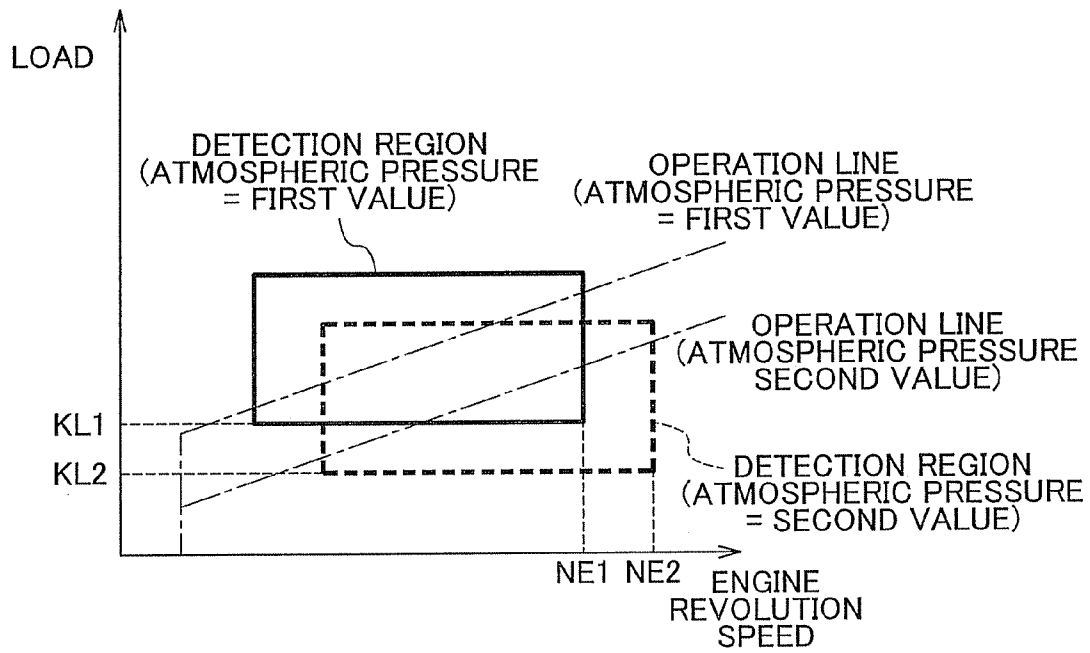 LOAD
DETECTION REGION
(ATMOSPHERIC PRESSURE
= FIRST VALUE)
OPERATION LINE
(ATMOSPHERIC PRESSURE
= FIRST VALUE)
OPERATION LINE
(ATMOSPHERIC PRESSURE
SECOND VALUE)
KL1
KL2
DETECTION REGION
(ATMOSPHERIC PRESSURE
= SECOND VALUE)
NE1 NE2
ENGINE
REVOLUTION
SPEED